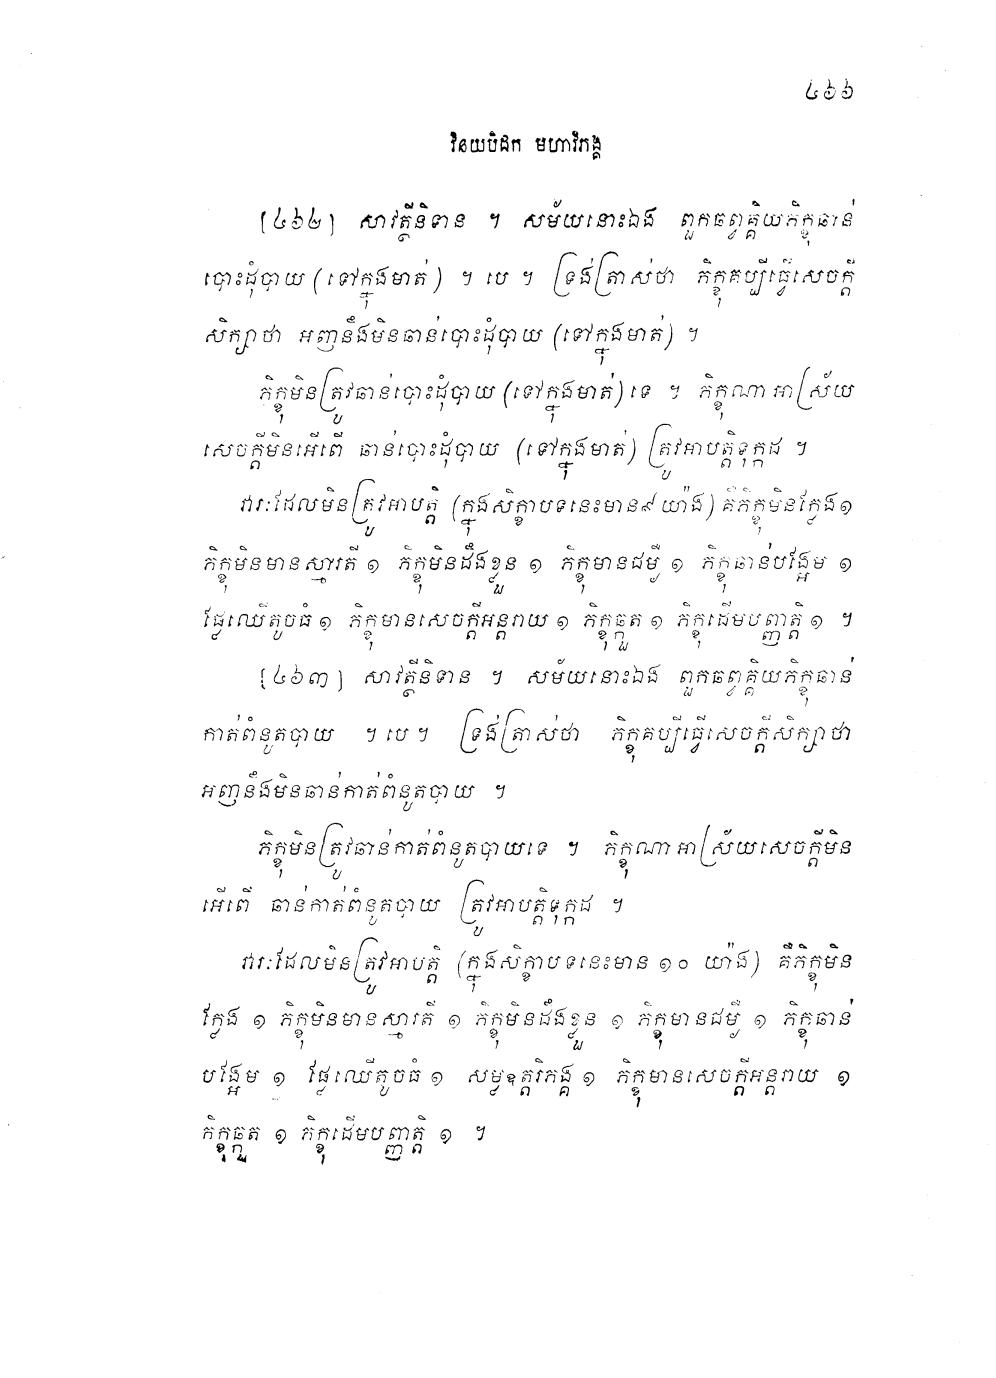 ៤៦៦
វិនយបិដក មហាវិភង្គ
[៤៦២] សាវត្ថីនិទាន ។ សម័យនោះឯង ពួកឆព្វគ្គិយភិក្ខុឆាន់
បោះដុំបាយ (ទៅក្នុងមាត់) ។ បេ ។ ទ្រង់ត្រាស់ថា ភិក្ខុគប្បីធ្វើសេចក្តី
សិក្សាថា អញនឹងមិនឆាន់បោះដុំបាយ (ទៅក្នុងមាត់) ។
ភិក្ខុមិនត្រូវឆាន់បោះដុំបាយ (ទៅក្នុងមាត់) ទេ ។ ភិក្ខុណា អាស្រ័យ
សេចក្តីមិនអើពើ ឆាន់បោះដុំបាយ (ទៅក្នុងមាត់) ត្រូវអាបត្តិទុក្កដ ។
វារៈដែលមិនត្រូវអាបត្តិ (ក្នុងសិក្ខាបទនេះមាន៩ យ៉ាង) គឺភិក្ខុមិនក្លែង១
ភិក្ខុមិនមានស្មារតី ១ ភិក្ខុមិនដឹងខ្លួន ១ ភិក្ខុមានជម្ងឺ ១ ភិក្ខុឆាន់បង្អែម ១
ផ្លែឈើតូចធំ ១ ភិក្ខុមានសេចក្តីអន្តរាយ ១ ភិក្ខុឆ្កួត ១ ភិក្ខុដើមបញ្ញត្តិ ១ ។
[៤៦៣] សាវត្ថីនិទាន ។ សម័យនោះឯង ពួកឆព្វគ្គិយភិក្ខុឆាន់
កាត់ពំនូតបាយ ។ បេ ។ ទ្រង់ត្រាស់ថា ភិក្ខុគប្បីធ្វើសេចក្តីសិក្សាថា
អញនឹងមិនឆាន់កាត់ពំនូតបាយ ។
ភិក្ខុមិនត្រូវឆាន់កាត់ពំនូតបាយទេ ។ ភិក្ខុណា អាស្រ័យសេចក្តីមិន
អើពើ ឆាន់កាត់ពំនូតបាយ ត្រូវអាបត្តិទុក្កដ ។
វារៈដែលមិនត្រូវអាបត្តិ (ក្នុងសិក្ខាបទនេះមាន ១០ យ៉ាង) គឺភិក្ខុមិន
ក្លែង ១ ភិក្ខុមិនមានស្មារតី ១ ភិក្ខុមិនដឹងខ្លួន ១ ភិក្ខុមានជម្ងឺ ១ ភិក្ខុឆាន់
បង្អែម ១ ផ្លែឈើតូចធំ ១ ១ ភិក្ខុមានសេចក្តីអន្តរាយ ១
ភិក្ខុឆ្កួត ១ ភិក្ខុដើមបញ្ញត្តិ ១ ។